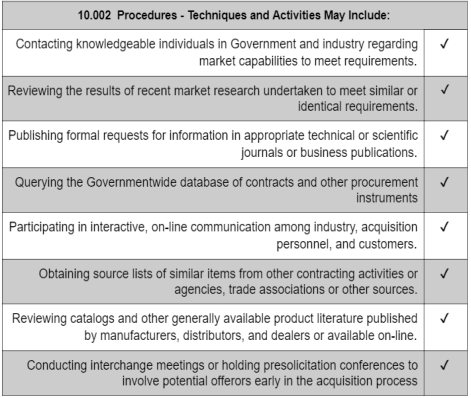 10.002 Procedures - Techniques and Activities May Include:
Contacting knowledgeable individuals in Government and industry regarding
market capabilities to meet requirements.
✓
Reviewing the results of recent market research undertaken to meet similar or
identical requirements.
✓
Publishing formal requests for information in appropriate technical or scientific
journals or business publications.
✓
Querying the Governmentwide database of contracts and other procurement
instruments
✓
Participating in interactive, on-line communication among industry, acquisition
personnel, and customers.
✓
Obtaining source lists of similar items from other contracting activities or
agencies, trade associations or other sources.
✓
Reviewing catalogs and other generally available product literature published
by manufacturers, distributors, and dealers or available on-line.
✓
Conducting interchange meetings or holding presolicitation conferences to
involve potential offerors early in the acquisition process
✓